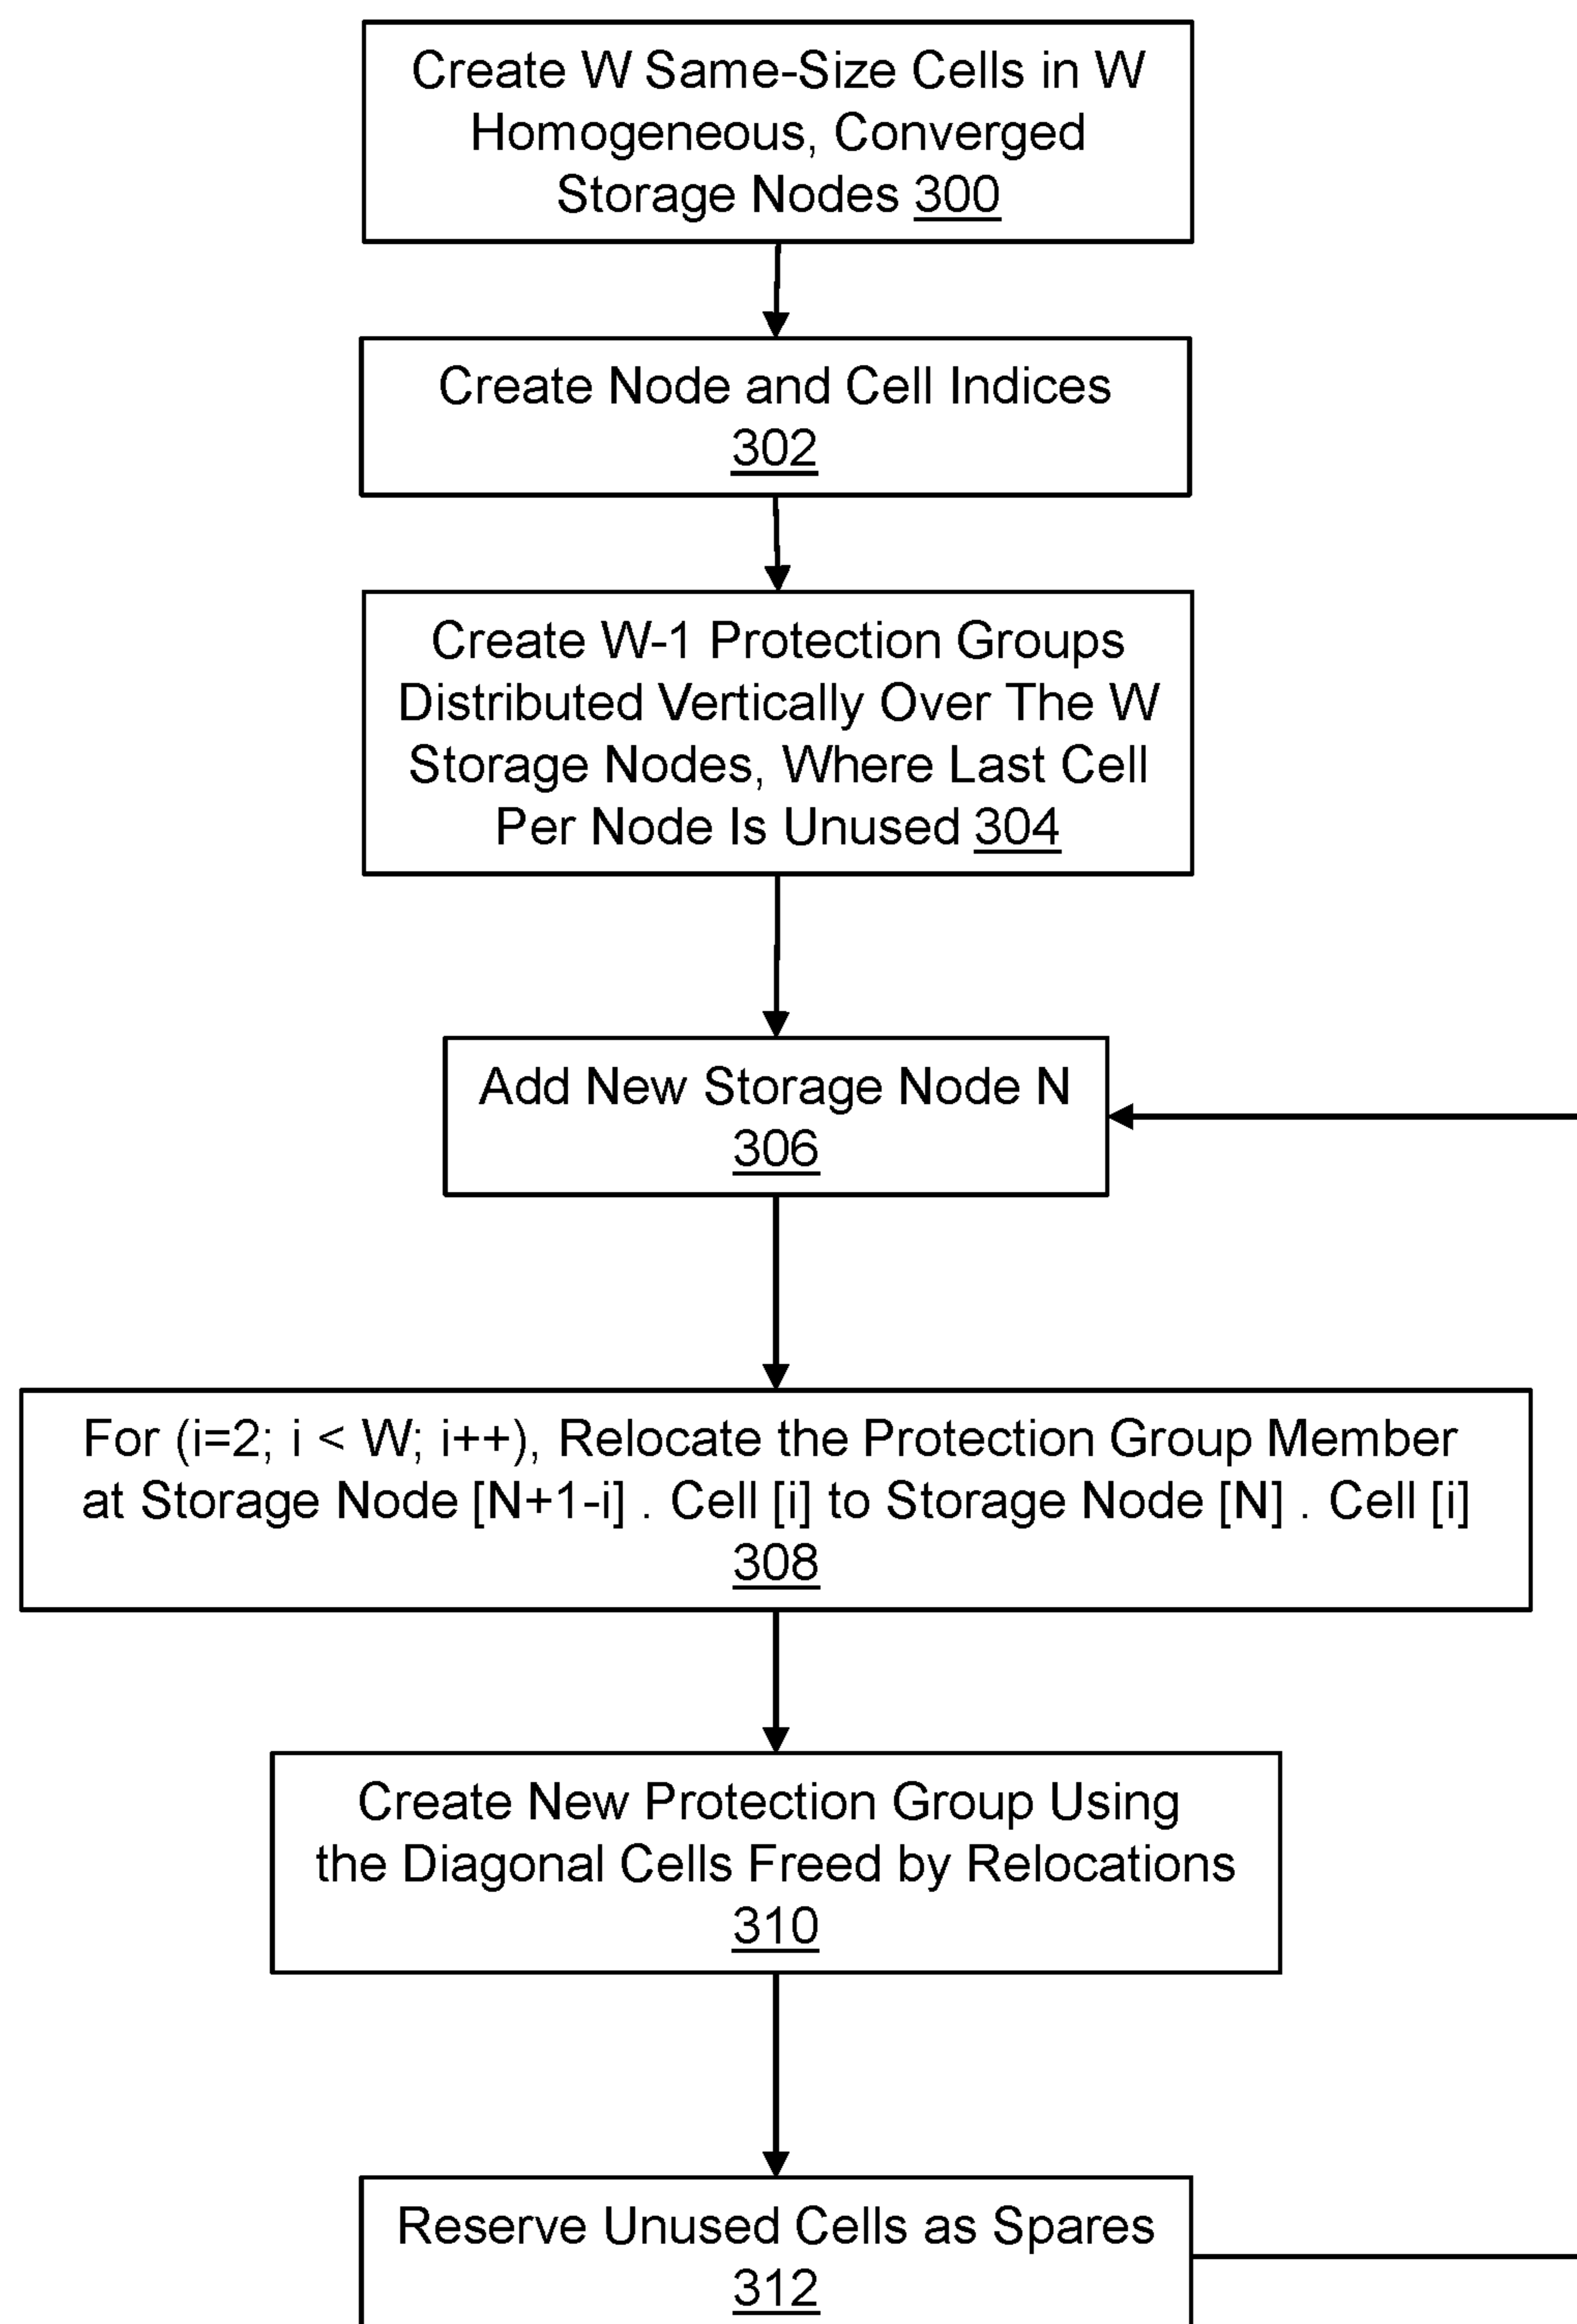 Create W Same-Size Cells in W
Homogeneous, Converged
Storage Nodes 300
Create Node and Cell Indices
302
Create W-1 Protection Groups
Distributed Vertically Over The W
Storage Nodes, Where Last Cell
Per Node Is Unused 304
Add New Storage Node N
306
For (i=2; i < W; i++), Relocate the Protection Group Member
at Storage Node [N+1-i] . Cell [i] to Storage Node [N] . Cell [i]
308
Create New Protection Group Using
the Diagonal Cells Freed by Relocations
310
Reserve Unused Cells as Spares
312